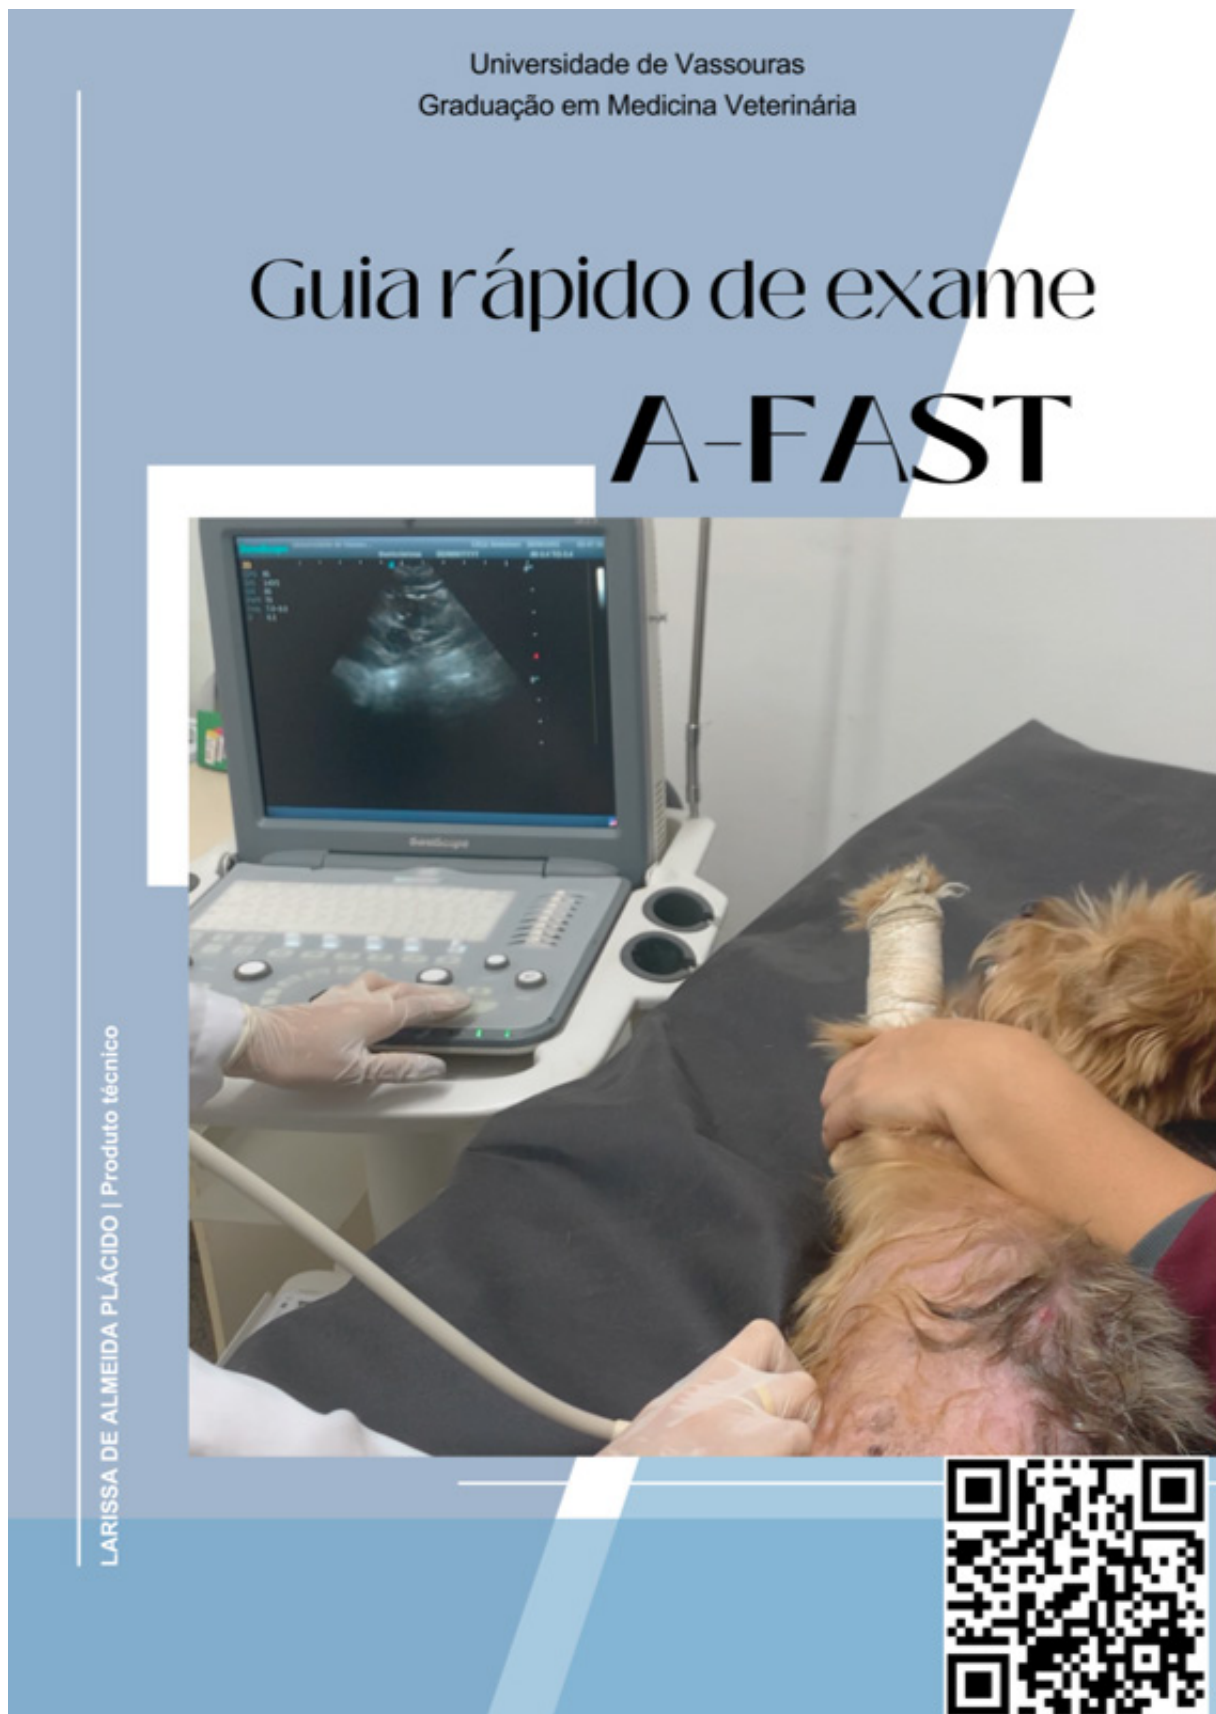 Universidade de Vassouras
Graduação em Medicina Veterinária
Guia rápido de exame
A-FAST
LARISSA DE ALMEIDA PLÁCIDO | Produto técnico